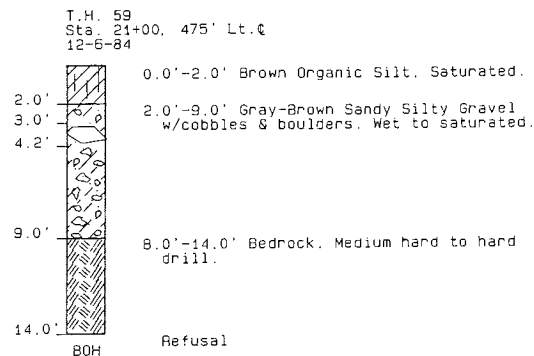 T.H. 59
Sta. 21+00, 475' Lt.℄
12-6-84
0.0'-2.0' Brown Organic Silt. Saturated.
2.0'
2.0'-9.0' Gray-Brown Sandy Silty Gravel
3.0'
w/cobbles & boulders. Wet to saturated.
4.2'
9.0'
8.0'-14.0' Bedrock. Medium hard to hard
drill.
14.0'
Refusal
BOH